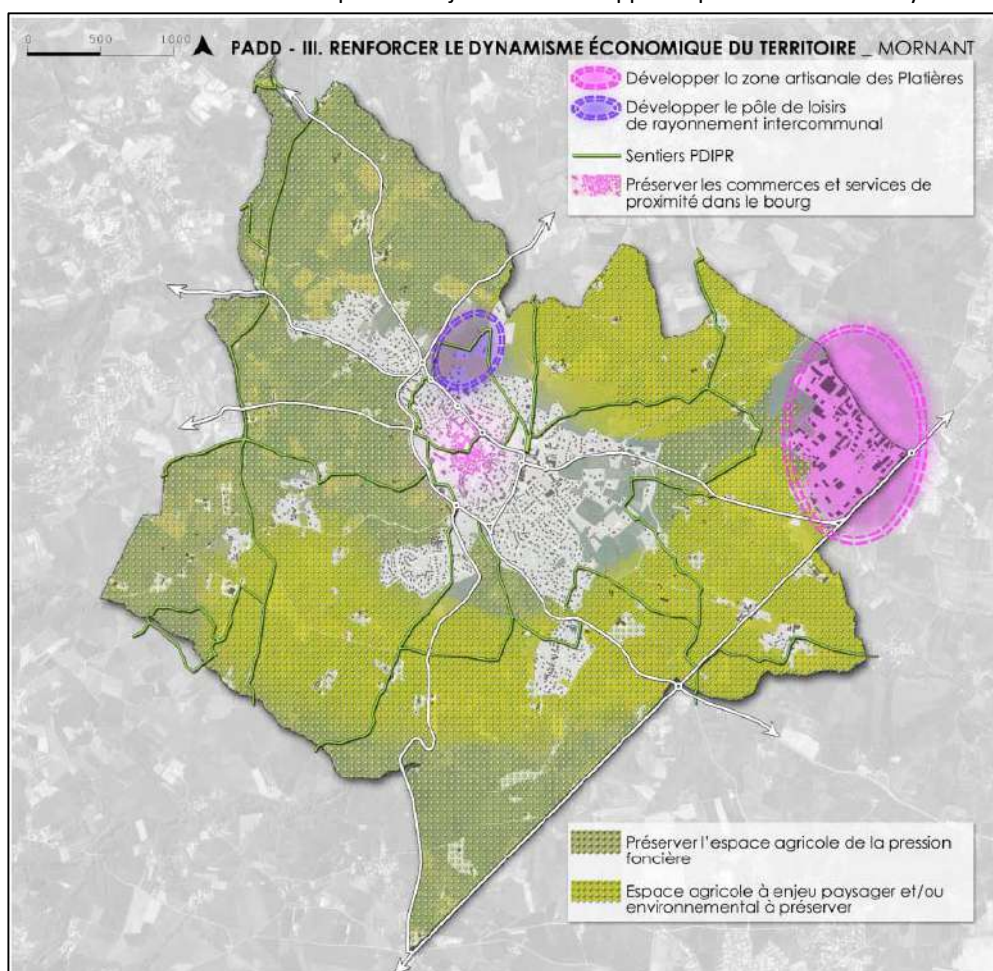 0 500 1000
PADD - III. RENFORCER LE DYNAMISME ÉCONOMIQUE DU TERRITOIRE _ MORNANT
Développer la zone artisanale des Platières
Développer le pôle de loisirs
de rayonnement intercommunal
Sentiers PDIPR
Préserver les commerces et services de
proximité dans le bourg
Préserver l'espace agricole de la pression
foncière
Espace agricole à enjeu paysager et/ou
environnemental à préserver